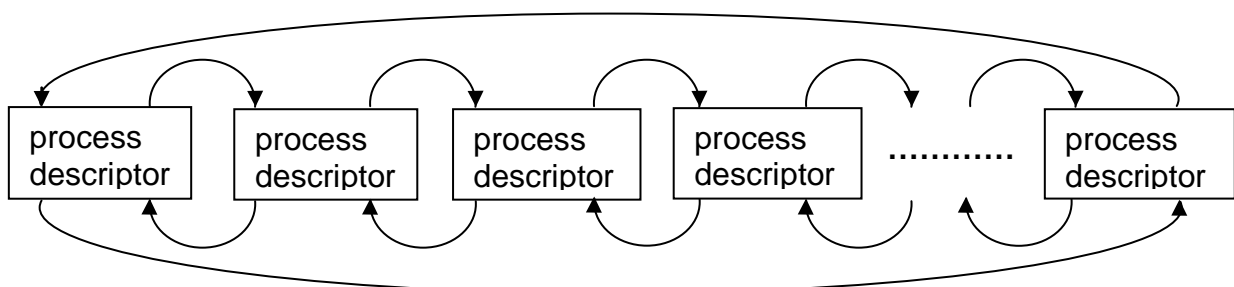 process
descriptor
process
descriptor
process
descriptor
process
descriptor
............
process
descriptor